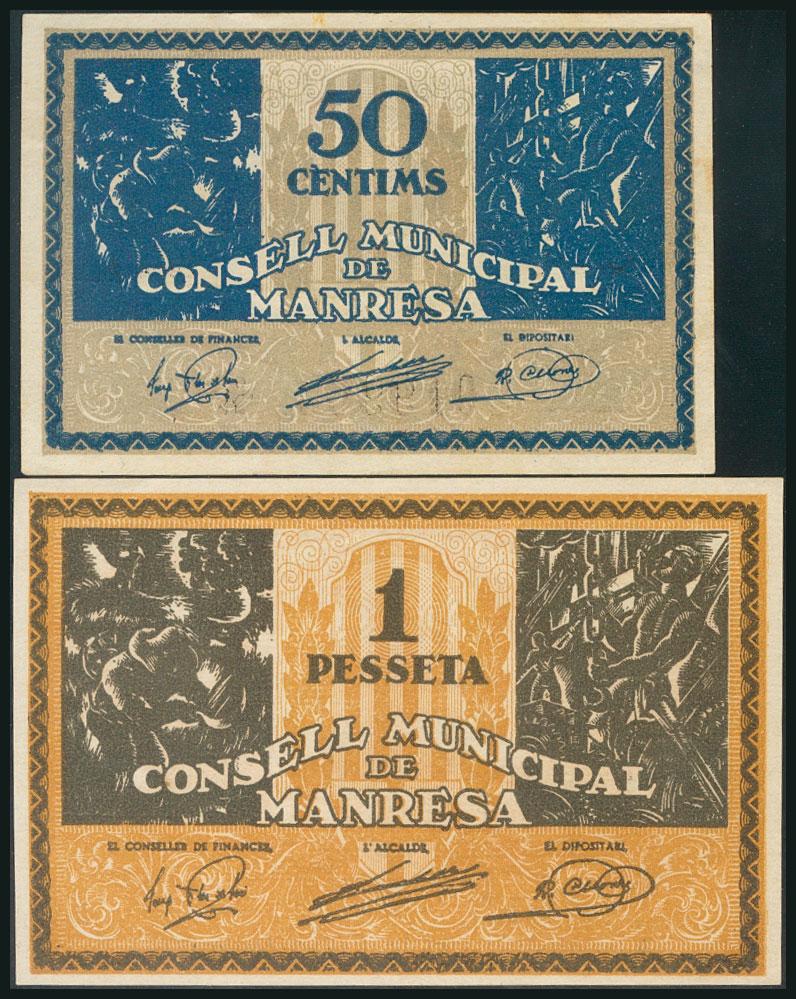 50
CÈNTIMS
CONSELL MUNICIPAL
DE
MANRESA
EL CONSELLER DE FINANCES, L'ALCALDE, EL DIPOSITARI
1
PESSETA
CONSELL MUNICIPAL
DE
MANRESA
EL CONSELLER DE FINANCES, L'ALCALDE, EL DIPOSITARI,